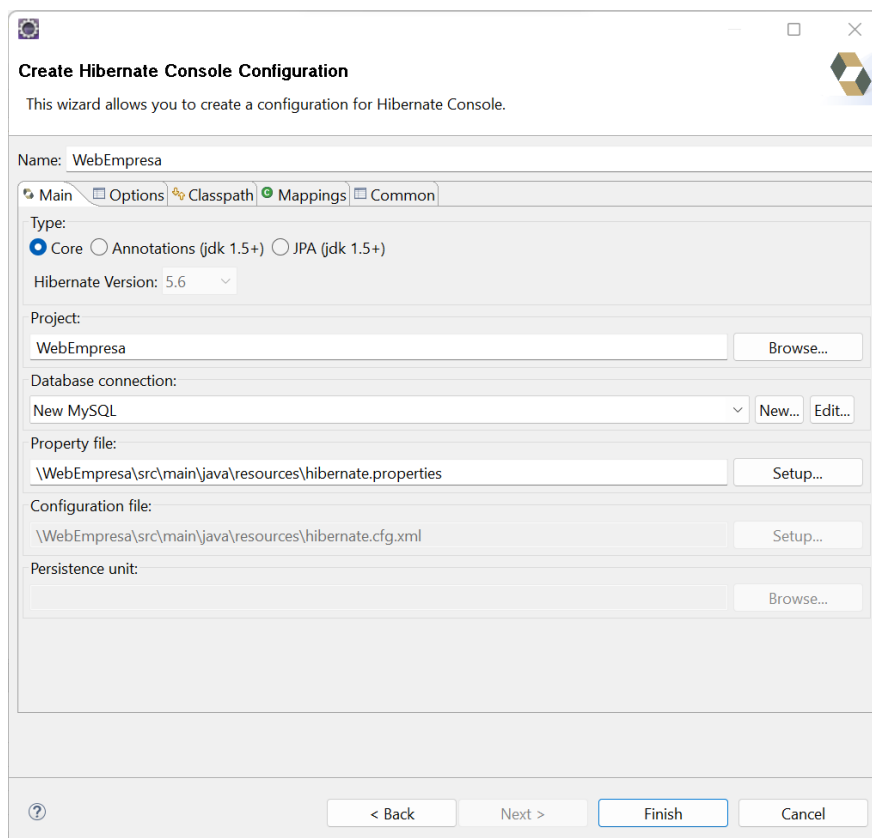 Create Hibernate Console Configuration
This wizard allows you to create a configuration for Hibernate Console.
Name: WebEmpresa
Main Options Classpath Mappings Common
Type:
Core Annotations (jdk 1.5+) JPA (jdk 1.5+)
Hibernate Version: 5.6
Project:
WebEmpresa Browse...
Database connection:
New MySQL New... Edit...
Property file:
\WebEmpresa\src\main\java\resources\hibernate.properties Setup...
Configuration file:
\WebEmpresa\src\main\java\resources\hibernate.cfg.xml Setup...
Persistence unit:
Browse...
? < Back Next > Finish Cancel